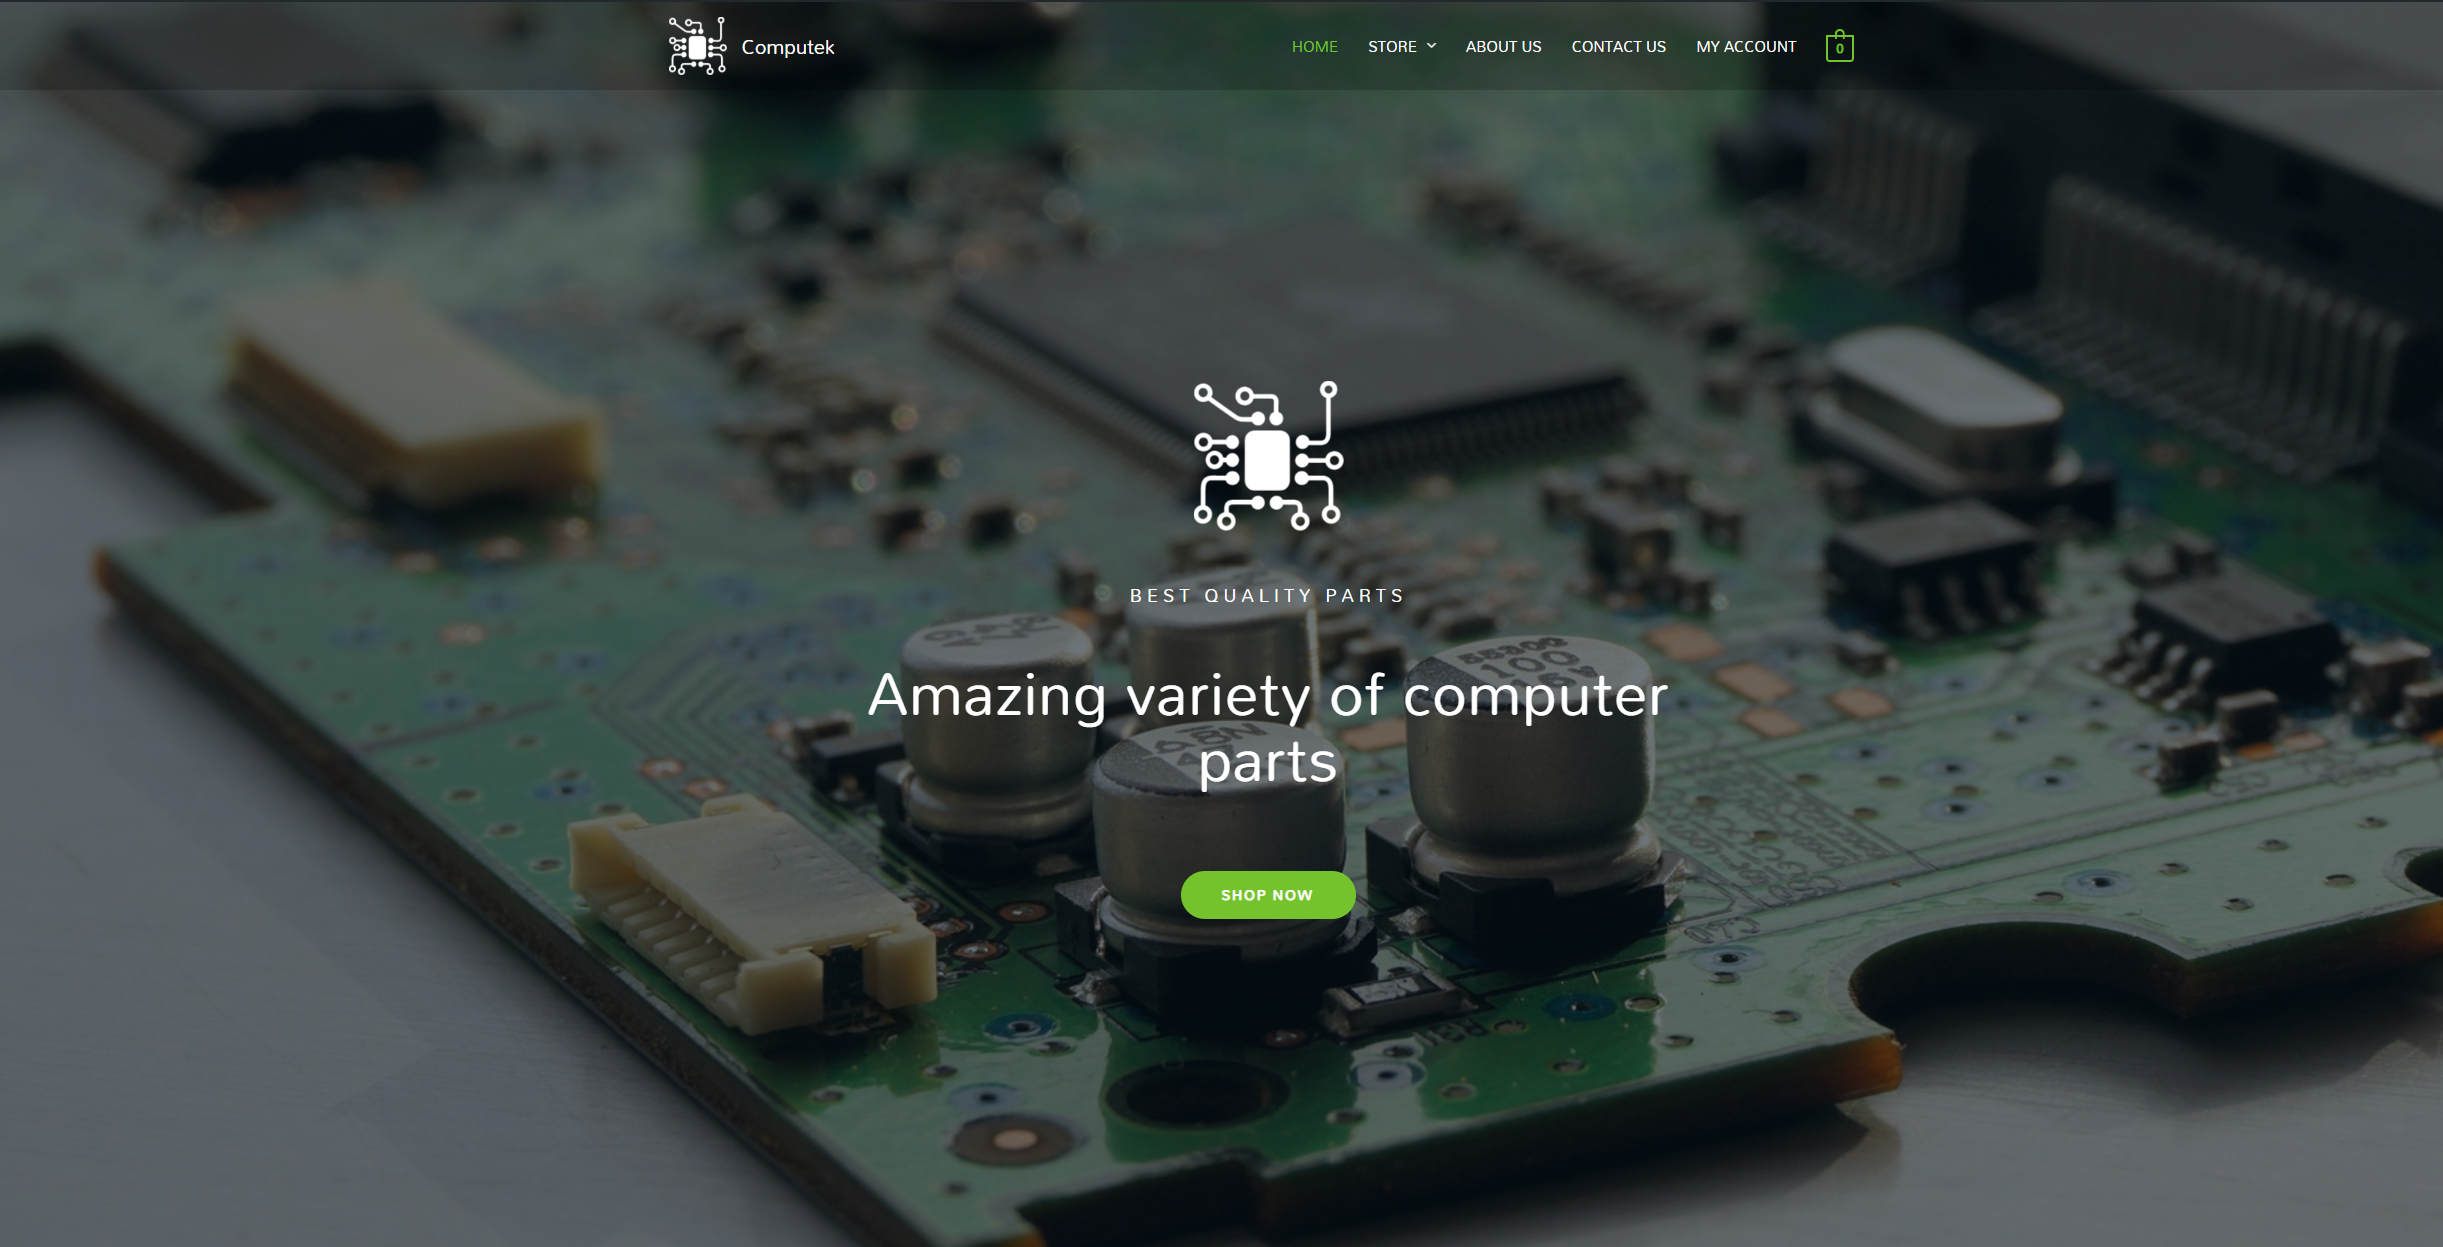 Computek
HOME STORE ABOUT US CONTACT US MY ACCOUNT 0
BEST QUALITY PARTS
Amazing variety of computer
parts
SHOP NOW